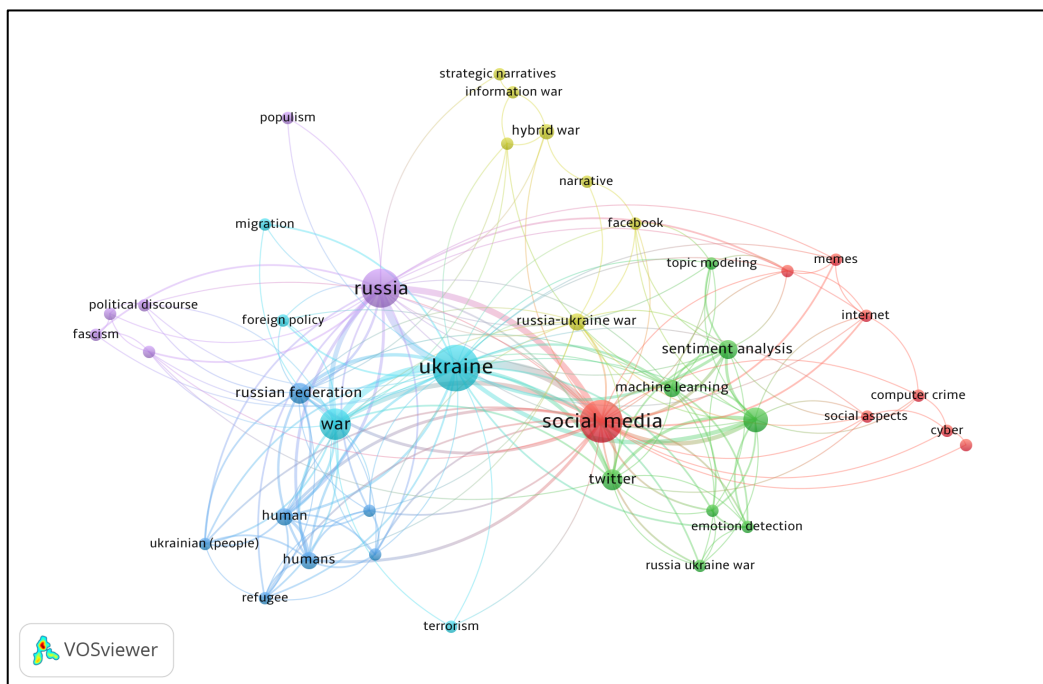 strategic narratives
information war
populism
hybrid war
narrative
migration
facebook
memes
topic modeling
russia
political discourse
internet
foreign policy
russia-ukraine war
fascism
sentiment analysis
ukraine
machine learning
russian federation
computer crime
social aspects
war
social media
cyber
twitter
human
emotion detection
ukrainian (people)
humans
russia ukraine war
refugee
terrorism
VOSviewer